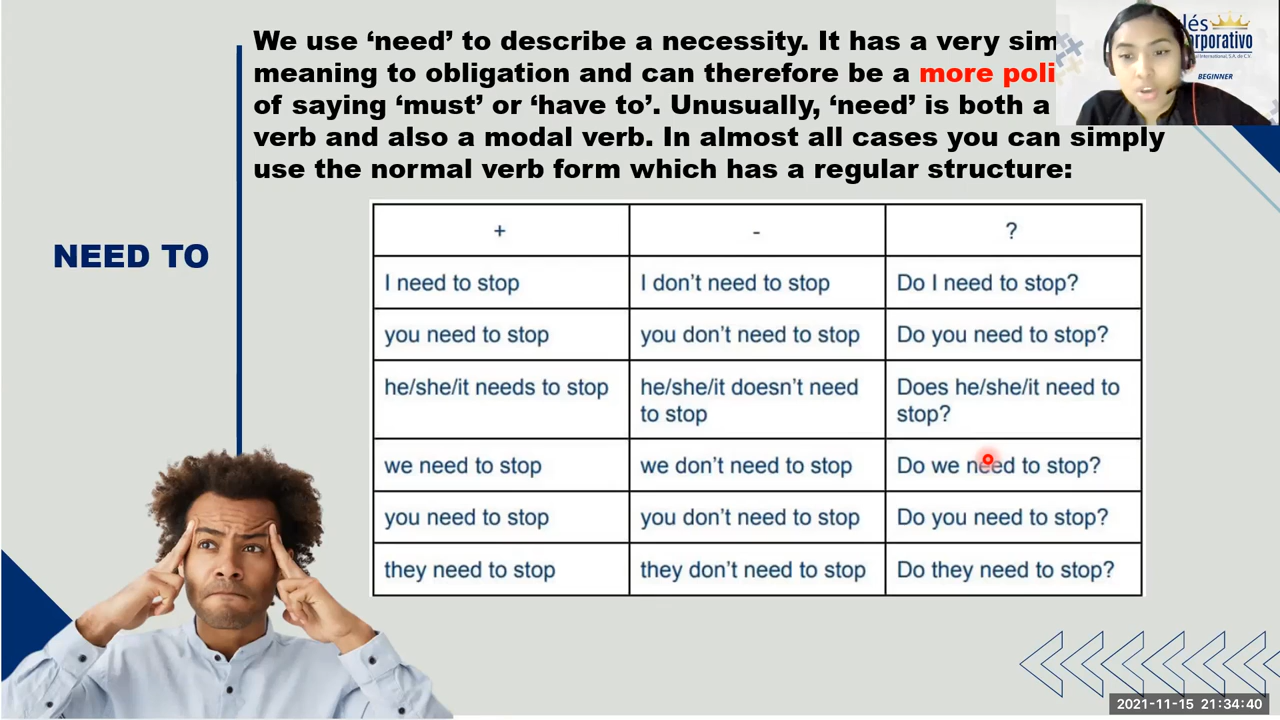 We use ‘need’ to describe a necessity. It has a very
meaning to obligation and can therefore be a more
of saying ‘must’ or ‘have to’. Unusually, ‘need’ is both a
verb and also a modal verb. In almost all cases you can simply
use the normal verb form which has a regular structure:
BEGINNER
NEED TO
+ - ?
I need to stop I don’t need to stop Do I need to stop?
you need to stop you don’t need to stop Do you need to stop?
he/she/it needs to stop he/she/it doesn’t need Does he/she/it need to
to stop stop?
we need to stop we don’t need to stop Do we need to stop?
you need to stop you don’t need to stop Do you need to stop?
they need to stop they don’t need to stop Do they need to stop?
2021-11-15 21:34:40